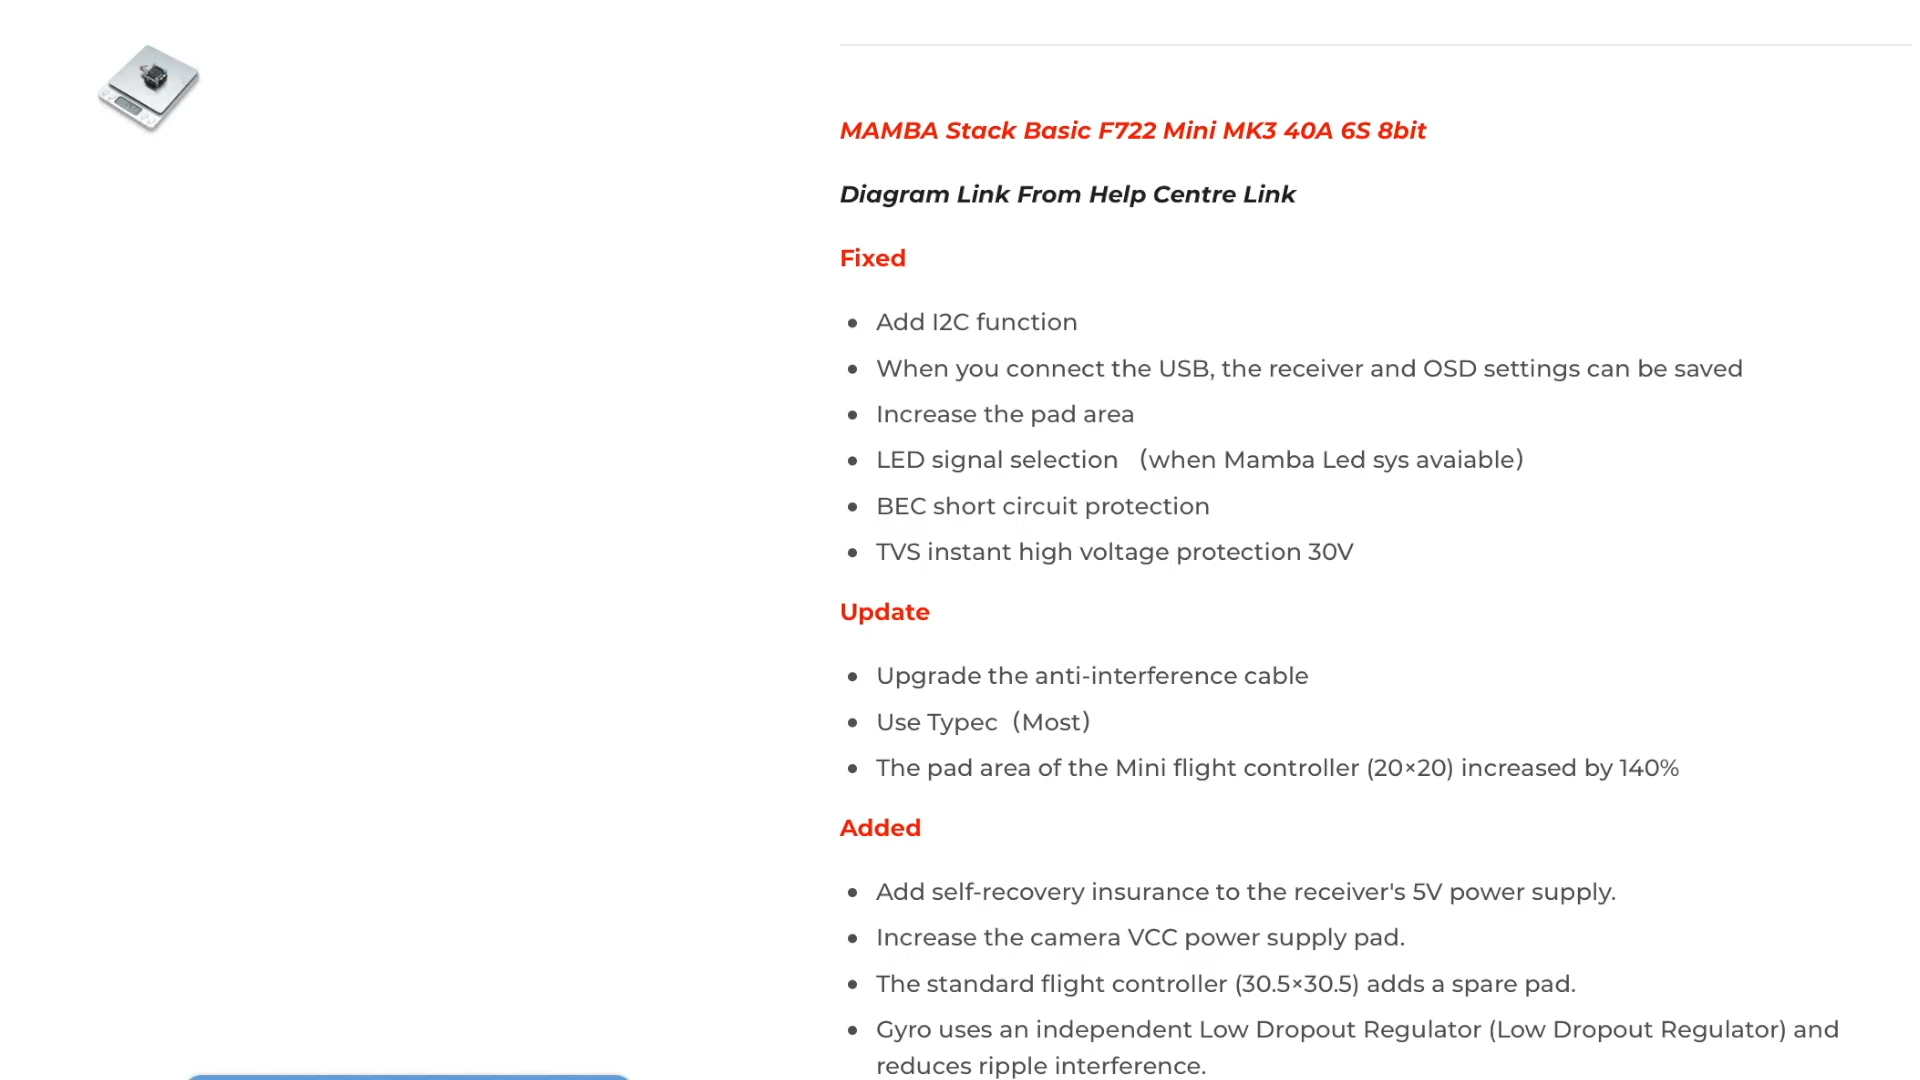 MAMBA Stack Basic F722 Mini MK3 40A 6S 8bit
Diagram Link From Help Centre Link
Fixed
Add I2C function
When you connect the USB, the receiver and OSD settings can be saved
Increase the pad area
LED signal selection （when Mamba Led sys avaiable）
BEC short circuit protection
TVS instant high voltage protection 30V
Update
Upgrade the anti-interference cable
Use Typec（Most）
The pad area of the Mini flight controller (20×20) increased by 140%
Added
Add self-recovery insurance to the receiver's 5V power supply.
Increase the camera VCC power supply pad.
The standard flight controller (30.5×30.5) adds a spare pad.
Gyro uses an independent Low Dropout Regulator (Low Dropout Regulator) and
reduces ripple interference.